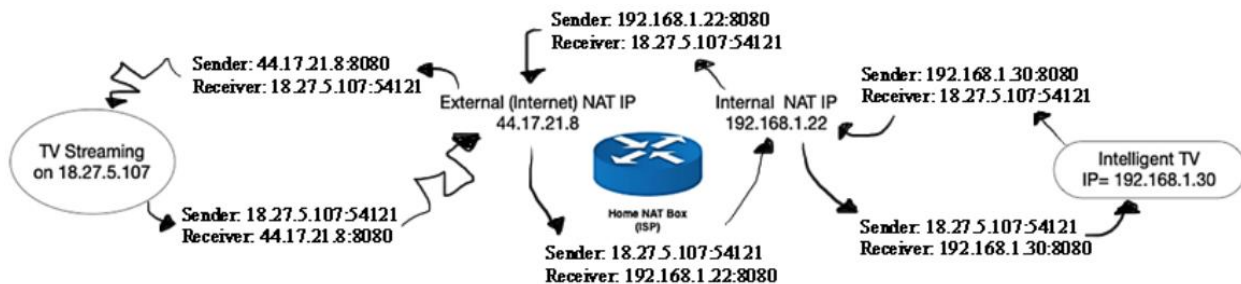 Sender: 192.168.1.22:8080
Receiver: 18.27.5.107:54121
Sender: 44.17.21.8:8080
Receiver: 18.27.5.107:54121
Sender: 192.168.1.30:8080
Receiver: 18.27.5.107:54121
External (Internet) NAT IP
44.17.21.8
Internal NAT IP
192.168.1.22
TV Streaming
on 18.27.5.107
Intelligent TV
IP= 192.168.1.30
Home NAT Box
(ISP)
Sender: 18.27.5.107:54121
Receiver: 44.17.21.8:8080
Sender: 18.27.5.107:54121
Receiver: 192.168.1.22:8080
Sender: 18.27.5.107:54121
Receiver: 192.168.1.30:8080